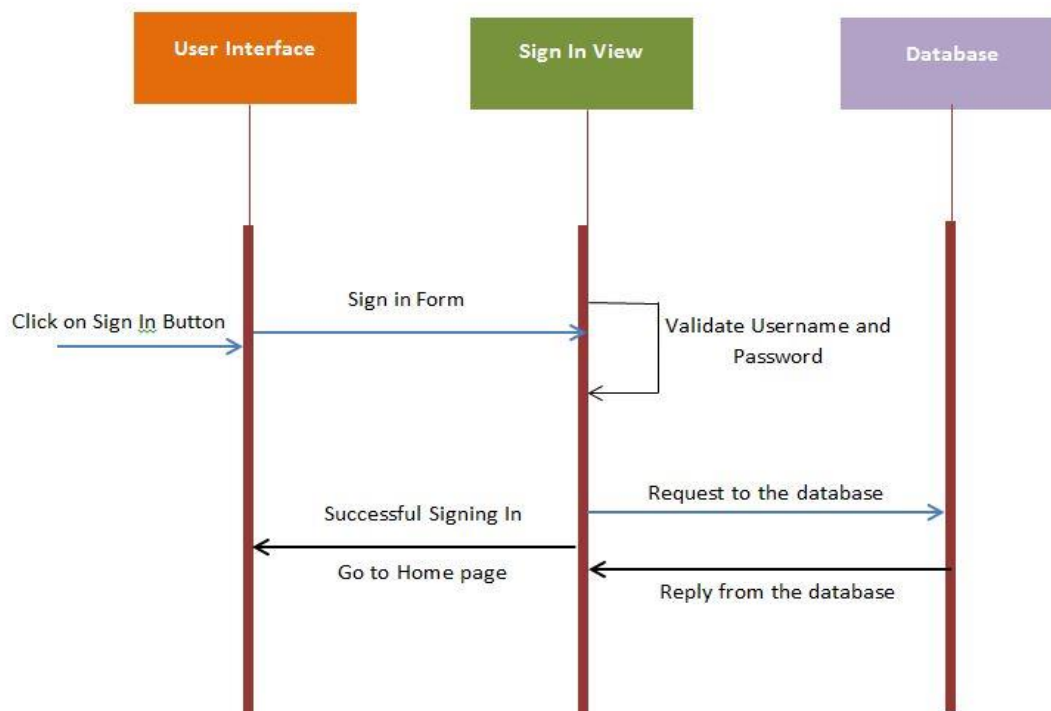 User Interface
Sign In View
Database
Sign in Form
Click on Sign In Button
Validate Username and
Password
Request to the database
Successful Signing In
Go to Home page
Reply from the database